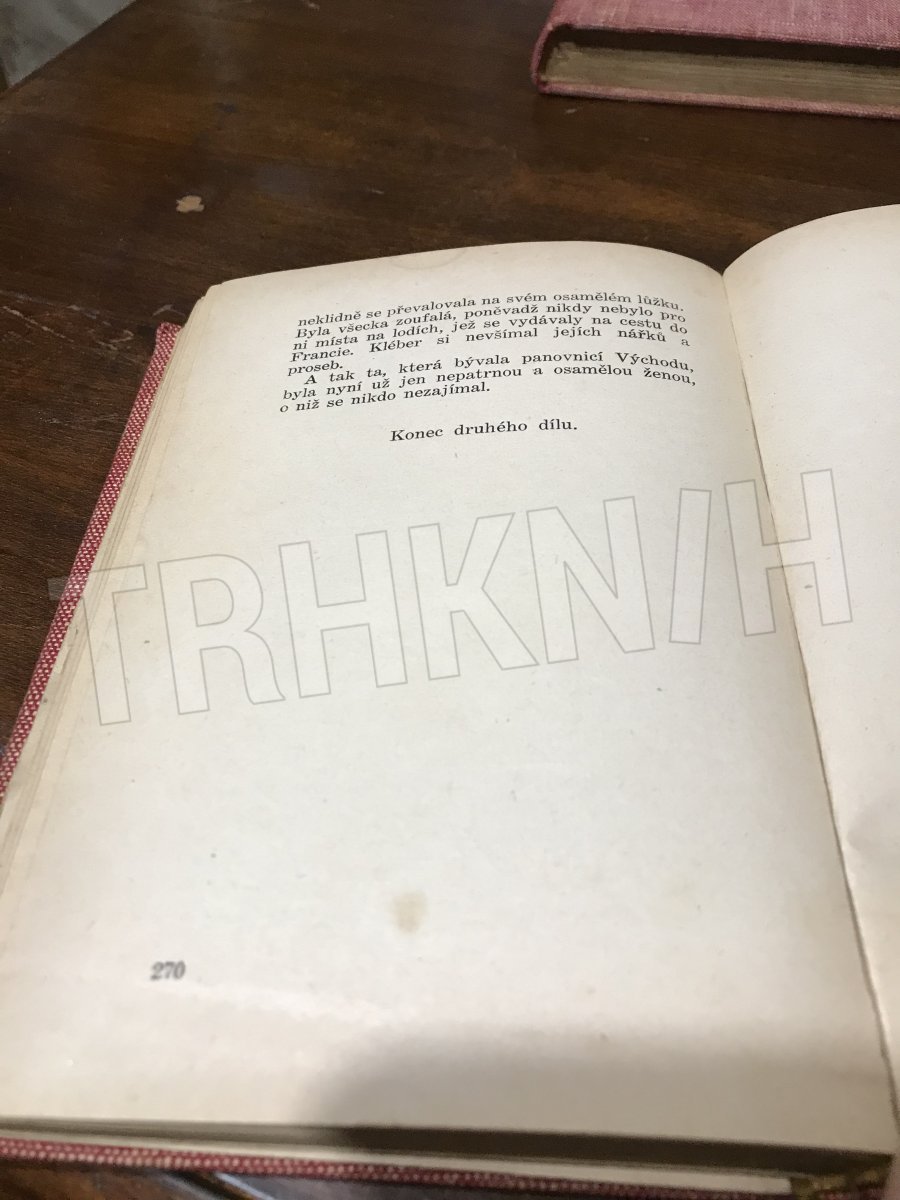 neklidně se převalovala na svém osamělém lůžku.
Byla všecka zoufalá, poněvadž nikdy nebylo pro
ni místa na lodích, jež se vydávaly na cestu do
Francie. Kléber si nevšímal jejích nářků a
proseb.
A tak ta, která bývala panovnicí Východu,
byla nyní už jen nepatrnou a osamělou ženou,
o niž se nikdo nezajímal.
Konec druhého dílu.
TRHKN/H
270